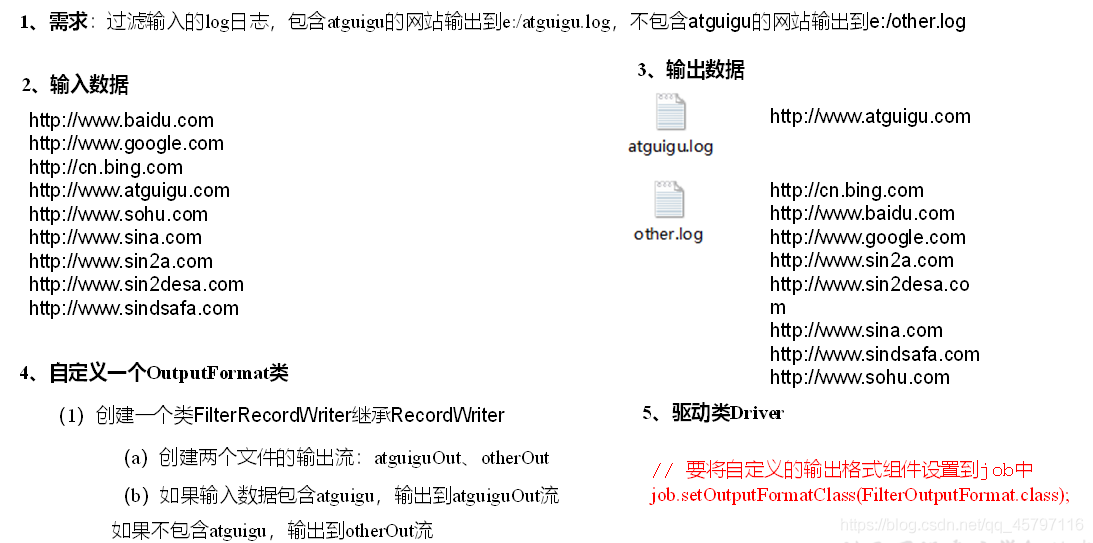 1、需求：过滤输入的log日志，包含atguigu的网站输出到e:/atguigu.log，不包含atguigu的网站输出到e:/other.log
2、输入数据
http://www.baidu.com
http://www.google.com
http://cn.bing.com
http://www.atguigu.com
http://www.sohu.com
http://www.sina.com
http://www.sin2a.com
http://www.sin2desa.com
http://www.sindsafa.com
3、输出数据
atguigu.log
http://www.atguigu.com
other.log
http://cn.bing.com
http://www.baidu.com
http://www.google.com
http://www.sin2a.com
http://www.sin2desa.co
m
http://www.sina.com
http://www.sindsafa.com
http://www.sohu.com
4、自定义一个OutputFormat类
（1）创建一个类FilterRecordWriter继承RecordWriter
（a）创建两个文件的输出流：atguiguOut、otherOut
（b）如果输入数据包含atguigu，输出到atguiguOut流
如果不包含atguigu，输出到otherOut流
5、驱动类Driver
// 要将自定义的输出格式组件设置到job中
job.setOutputFormatClass(FilterOutputFormat.class);
https://blog.csdn.net/qq_45797116